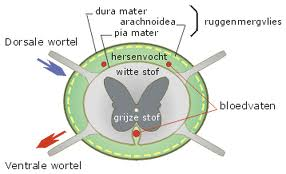 dura mater
arachnoidea
pia mater
ruggenmergvlies
Dorsale wortel
hersenvocht
witte stof
bloedvaten
grijze stof
Ventrale wortel